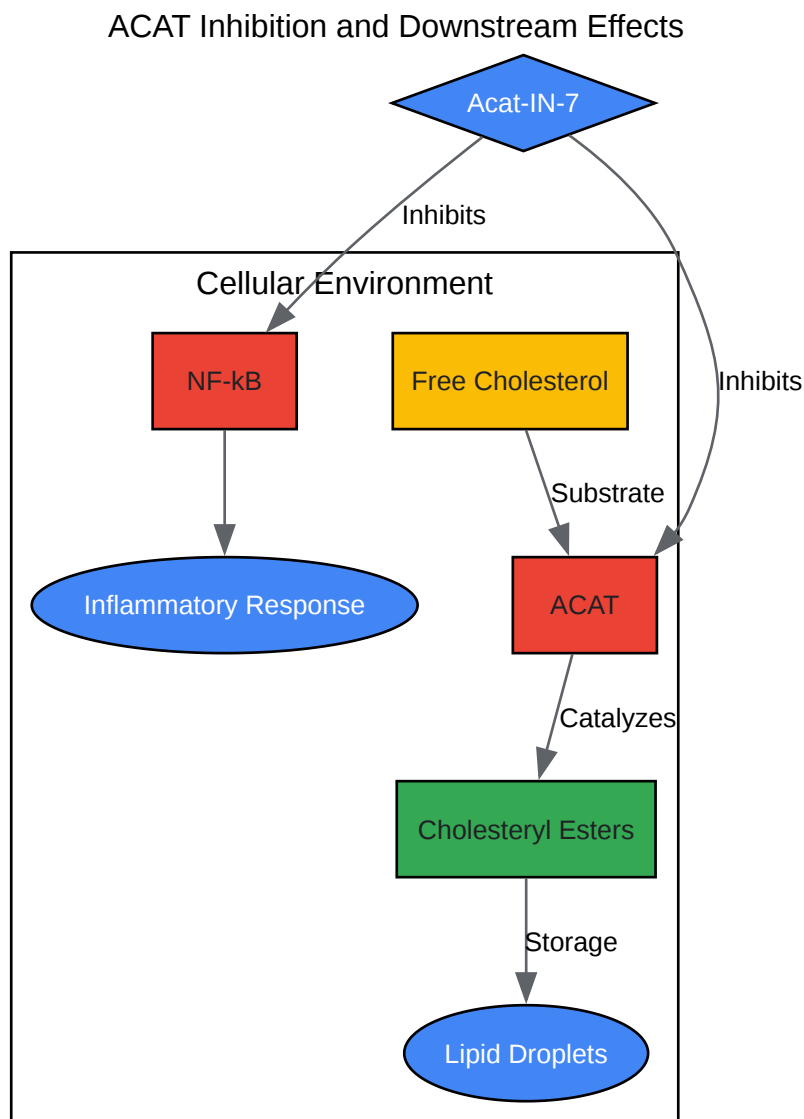 ACAT Inhibition and Downstream Effects
Acat-IN-7
Inhibits
Cellular Environment
NF-kB
Free Cholesterol
Inhibits
Substrate
Inflammatory Response
ACAT
Catalyzes
Cholesteryl Esters
Storage
Lipid Droplets